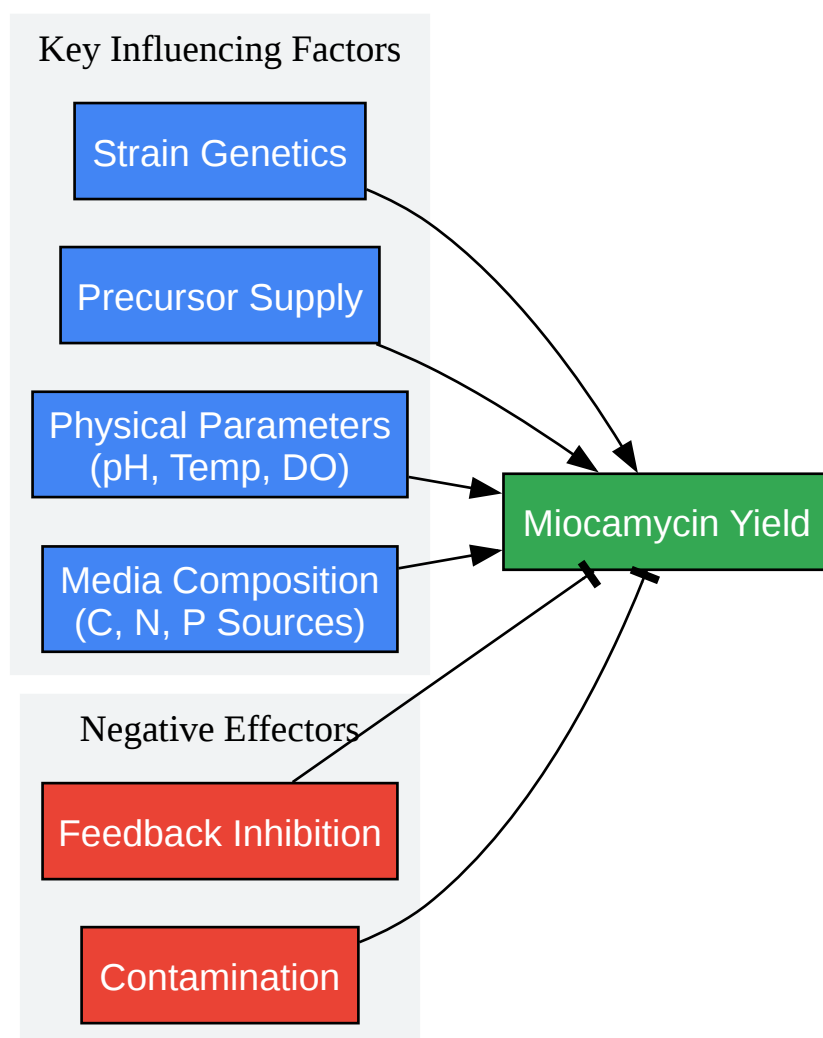 Key Influencing Factors
Strain Genetics
Precursor Supply
Physical Parameters
(pH, Temp, DO)
Media Composition
(C, N, P Sources)
Miocamycin Yield
Negative Effectors
Feedback Inhibition
Contamination